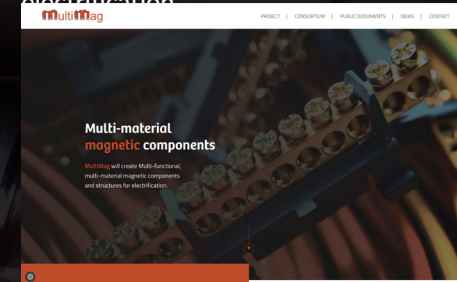 electrification
MultiMag
PROJECT | CONSORTIUM | PUBLIC DOCUMENTS | NEWS | CONTACT
Multi-material
magnetic components
MultiMag will create Multi-functional,
multi-material magnetic components
and structures for electrification.